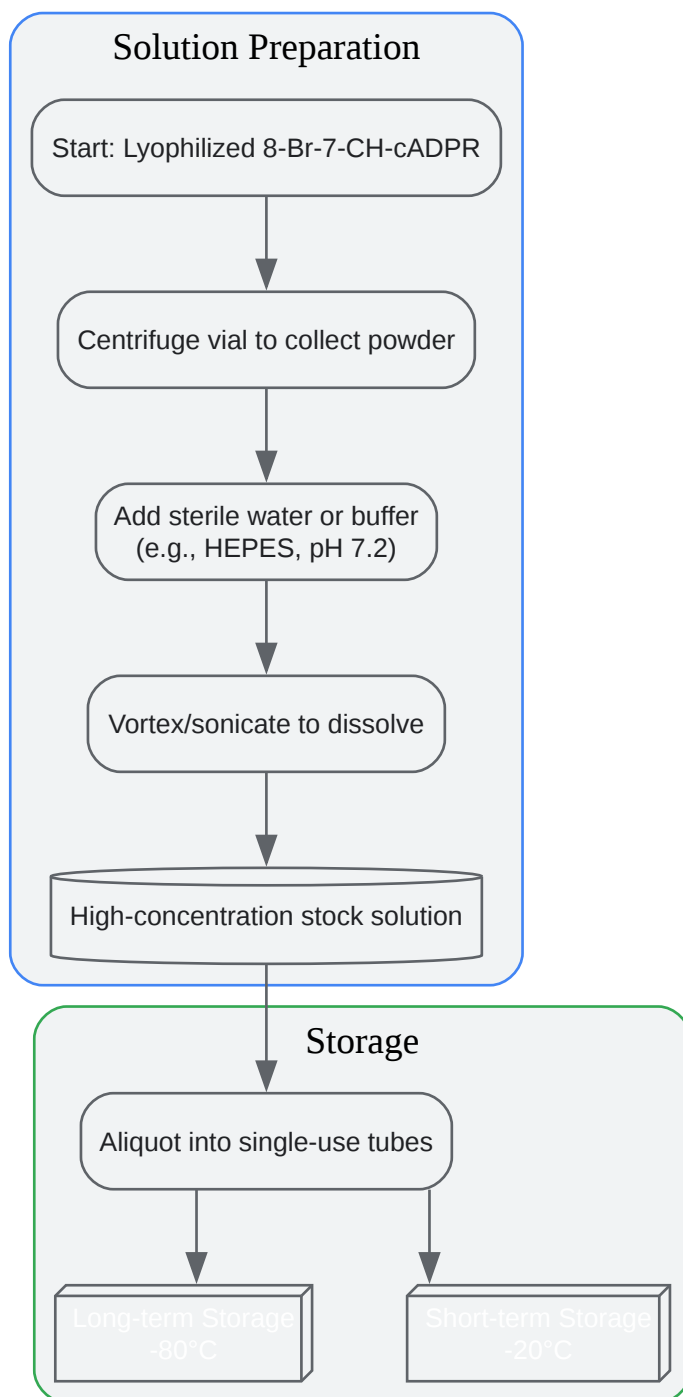 Solution Preparation
Start: Lyophilized 8-Br-7-CH-cADPR
Centrifuge vial to collect powder
Add sterile water or buffer
(e.g., HEPES, pH 7.2)
Vortex/sonicate to dissolve
High-concentration stock solution
Storage
Aliquot into single-use tubes
Long-term Storage
-80°C
Short-term Storage
-20°C